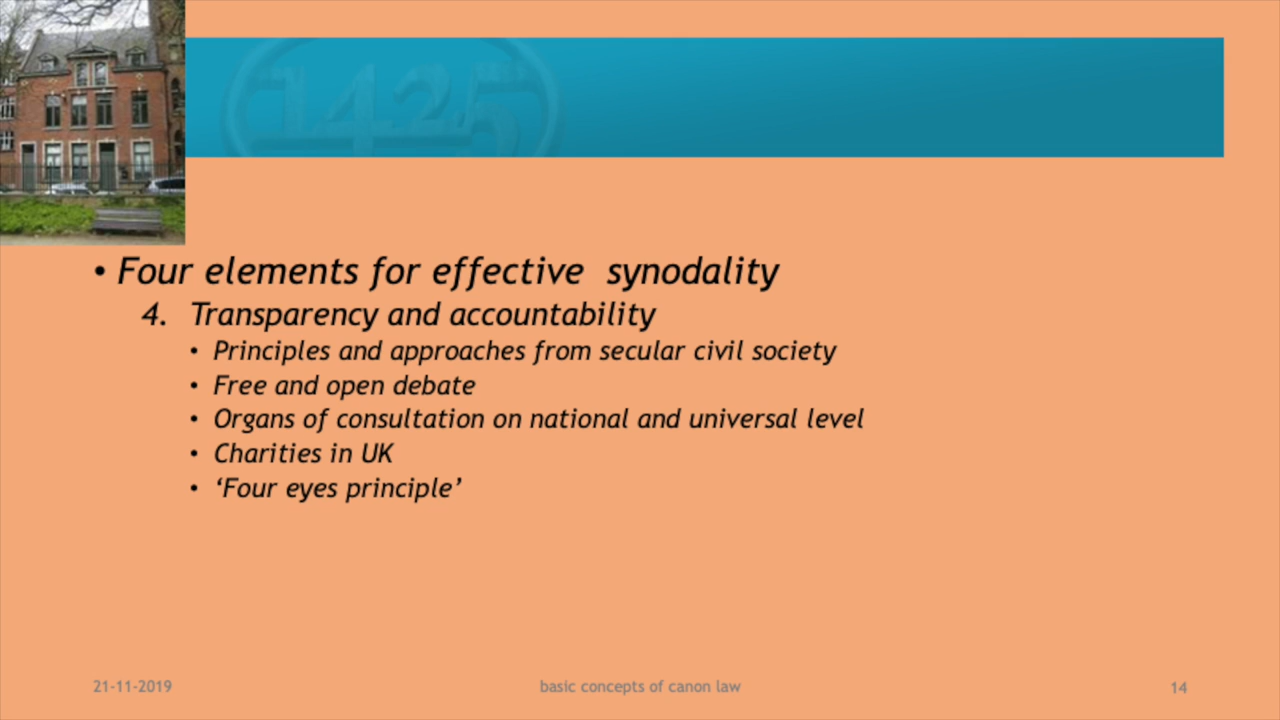 1425
• Four elements for effective synodality
4. Transparency and accountability
• Principles and approaches from secular civil society
• Free and open debate
• Organs of consultation on national and universal level
• Charities in UK
• ‘Four eyes principle’
21-11-2019 basic concepts of canon law 14